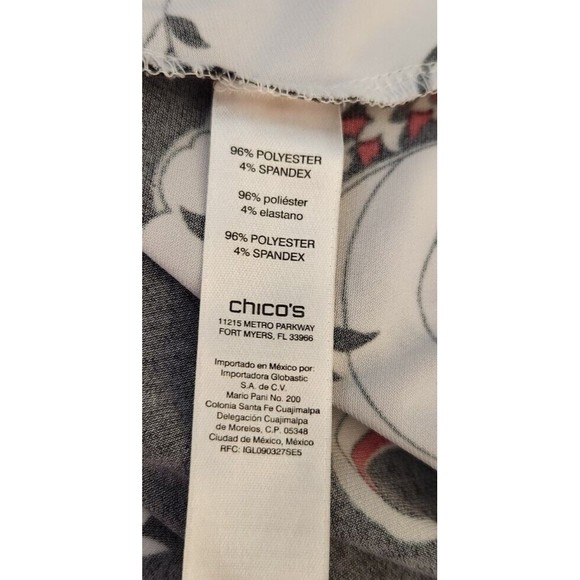 96% POLYESTER
4% SPANDEX
96% poliéster
4% elastano
96% POLYESTER
4% SPANDEX
chico's
11215 METRO PARKWAY
FORT MYERS, FL 33966
Importado en México por:
Importadora Globastic
S.A. de C.V.
Mario Pani No. 200
Colonia Santa Fe Cuajimalpa
Delegación Cuajimalpa
de Morelos, C.P. 05348
Ciudad de México, México
RFC: IGL090327SE5